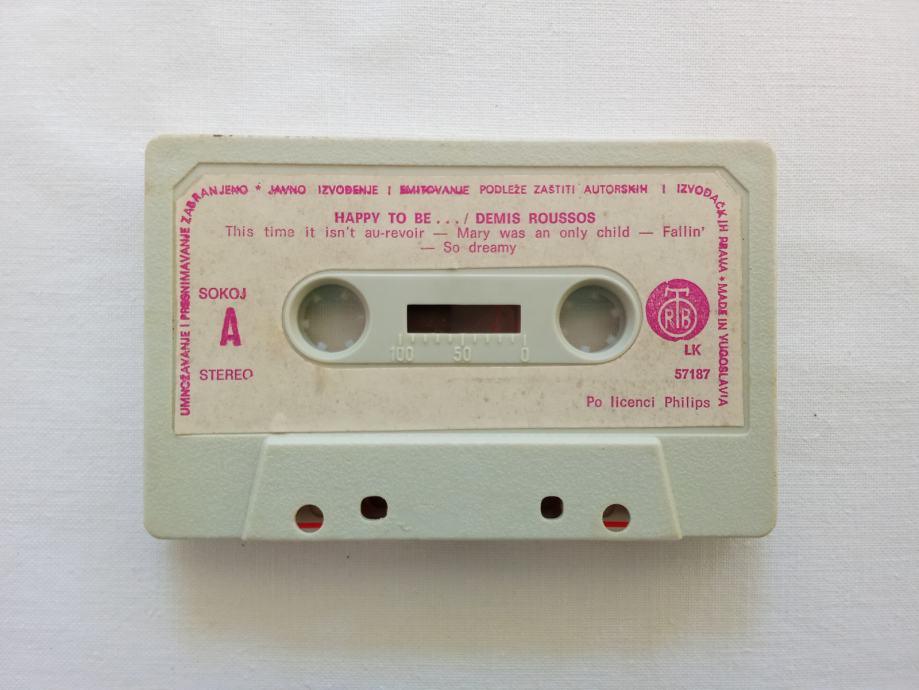 UMNOŽAVANJE I PRESNIMAVANJE ZABRANJENO * JAVNO IZVOĐENJE I EMITOVANJE PODLEŽE ZAŠTITI AUTORSKIH I IZVOĐAČKIH PRAVA * MADE IN YUGOSLAVIA
HAPPY TO BE . . . / DEMIS ROUSSOS
This time it isn't au-revoir — Mary was an only child — Fallin'
— So dreamy
SOKOJ
A
STEREO
RTB
LK
57187
Po licenci Philips
100 50 0